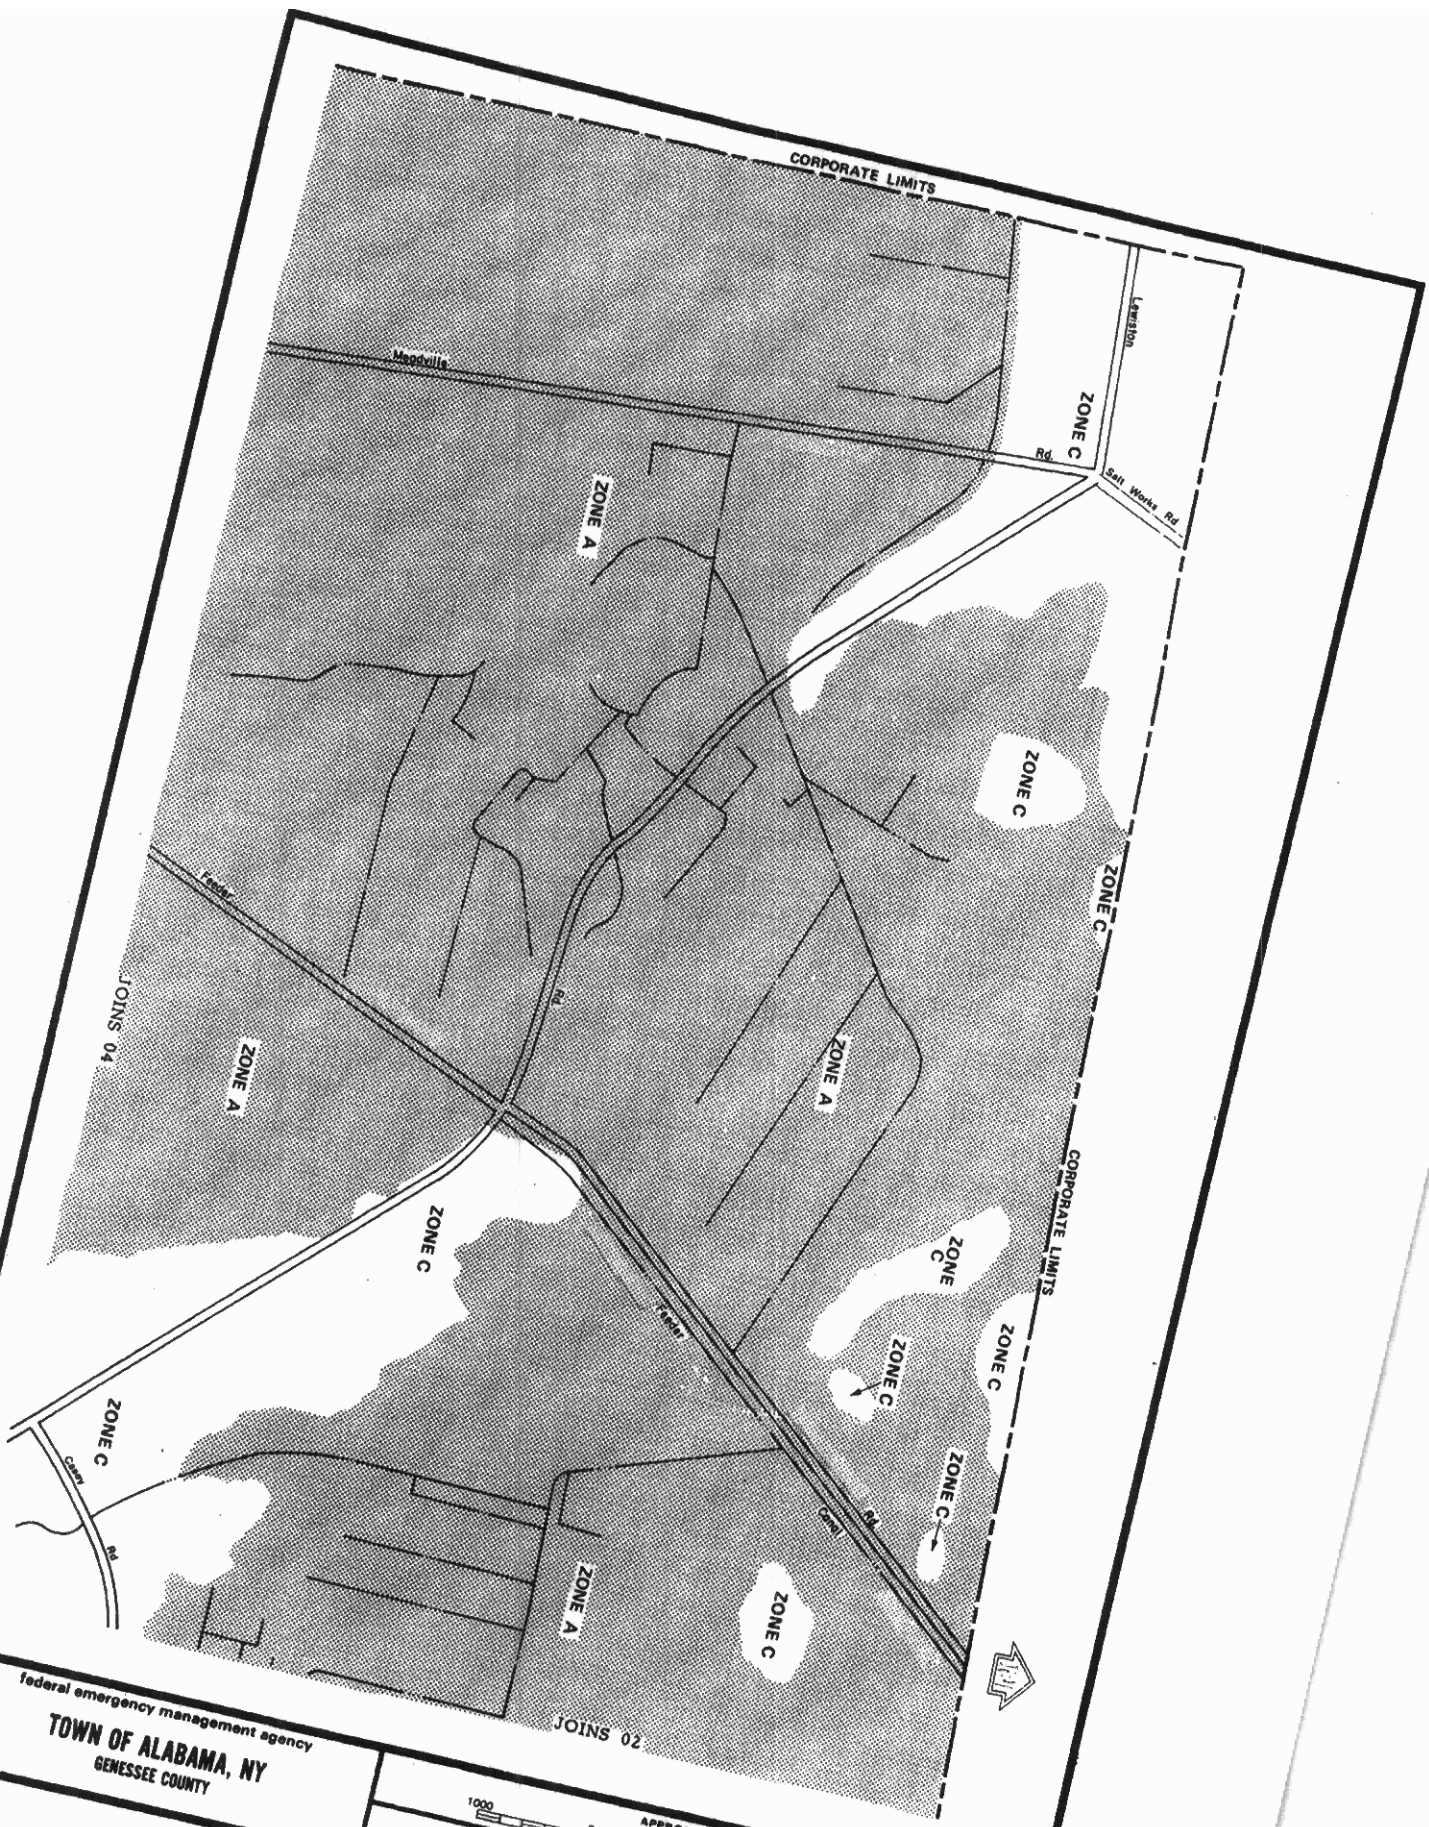 CORPORATE LIMITS
Lewiston
Meadville
ZONE C
Rd.
Salt Works Rd
ZONE A
ZONE C
ZONE C
Feeder
JOINS 04
Rd.
ZONE A
ZONE A
CORPORATE LIMITS
ZONE C
ZONE
C
ZONE C
Feeder
ZONE C
ZONE C
Casey
Rd
ZONE C
Rd.
Canal
ZONE A
ZONE C
JOINS 02
federal emergency management agency
TOWN OF ALABAMA, NY
GENESSEE COUNTY
1000